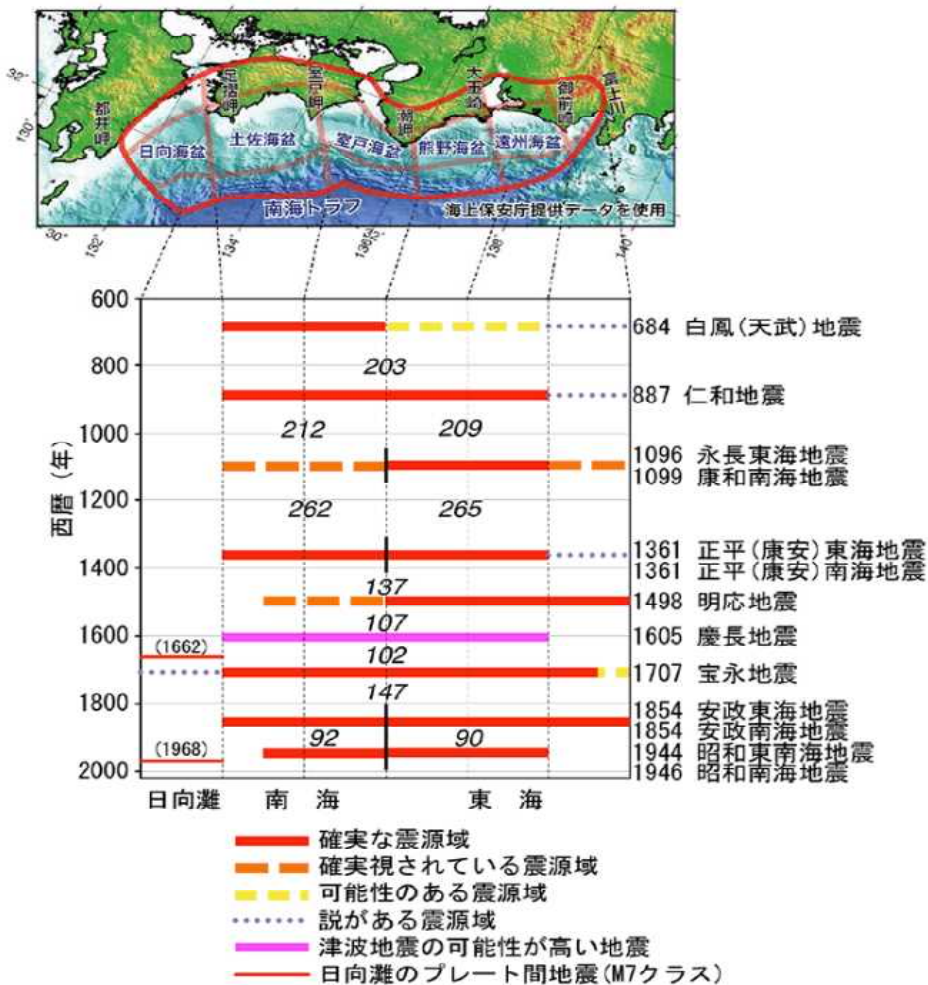 富士川
足摺岬
室戸岬
大王崎
御前崎
都井岬
潮岬
32°
130°
日向海盆
土佐海盆
室戸海盆
熊野海盆
遠州海盆
南海トラフ
海上保安庁提供データを使用
30°
132°
134°
136°
138°
140°
600
684 白鳳(天武)地震
800
203
887 仁和地震
1000
212
209
1096 永長東海地震
1099 康和南海地震
西暦(年)
1200
262
265
1361 正平(康安)東海地震
1361 正平(康安)南海地震
1400
137
1498 明応地震
107
1600
1605 慶長地震
(1662)
102
1707 宝永地震
147
1800
1854 安政東海地震
1854 安政南海地震
(1968)
92
90
1944 昭和東南海地震
2000
1946 昭和南海地震
日向灘 南 海 東 海
確実な震源域
確実視されている震源域
可能性のある震源域
説がある震源域
津波地震の可能性が高い地震
日向灘のプレート間地震(M7クラス)